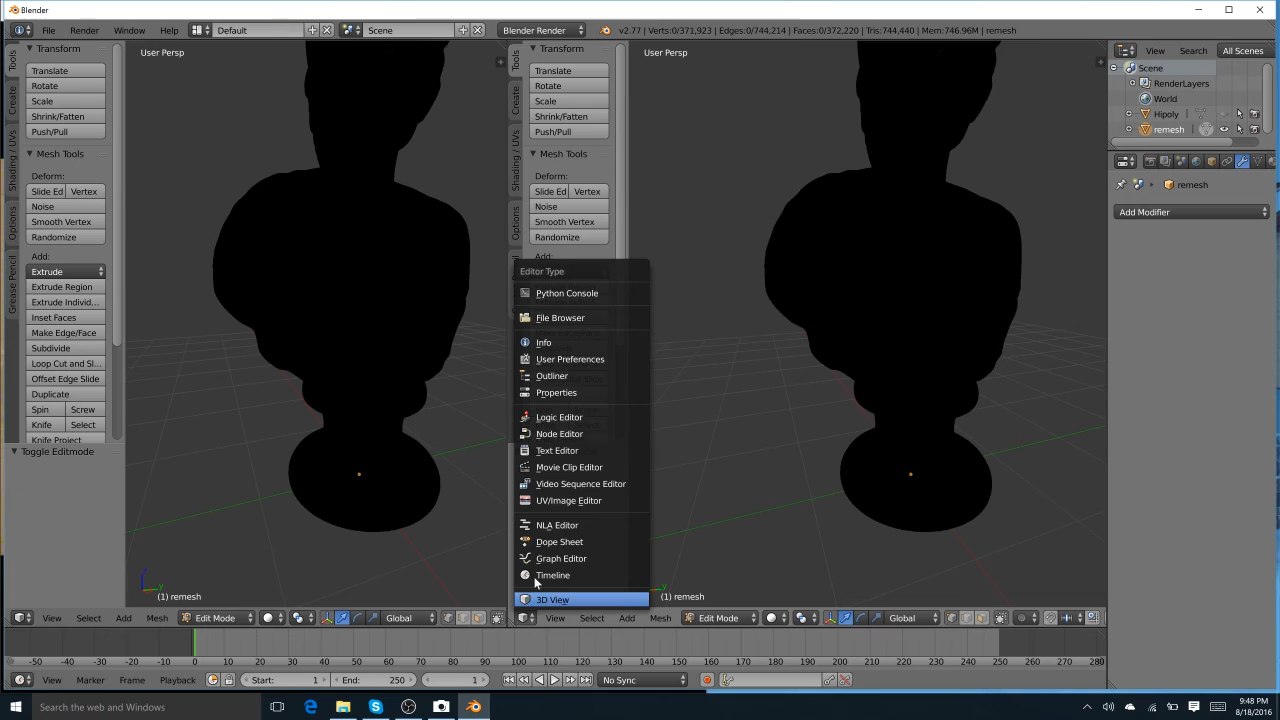 Blender
File Render Window Help
Default
Scene
Blender Render
v2.77 | Verts:0/371,923 | Edges:0/744,214 | Faces:0/372,220 | Tris:744,440 | Mem:746.96M | remesh
Tools
Create
Shading / UVs
Options
Grease Pencil
Transform
Translate
Rotate
Scale
Shrink/Fatten
Push/Pull
Mesh Tools
Deform:
Slide Ed Vertex
Noise
Smooth Vertex
Randomize
Add:
Extrude
Extrude Region
Extrude Individ...
Inset Faces
Make Edge/Face
Subdivide
Loop Cut and Sl...
Offset Edge Slide
Duplicate
Spin Screw
Knife Select
Knife Project
Toggle Editmode
User Persp
(1) remesh
View Select Add Mesh Edit Mode Global
Tools
Create
Shading / UVs
Options
Transform
Translate
Rotate
Scale
Shrink/Fatten
Push/Pull
Mesh Tools
Deform:
Slide Ed Vertex
Noise
Smooth Vertex
Randomize
Add:
Editor Type
Python Console
File Browser
Info
User Preferences
Outliner
Properties
Logic Editor
Node Editor
Text Editor
Movie Clip Editor
Video Sequence Editor
UV/Image Editor
NLA Editor
Dope Sheet
Graph Editor
Timeline
3D View
User Persp
remesh
View Select Add Mesh Edit Mode Global
View Search All Scenes
Scene
RenderLayers
World
Hipoly
remesh
remesh
Add Modifier
-50 -40 -30 -20 -10 0 10 20 30 40 50 60 70 80 90 100 110 120 130 140 150 160 170 180 190 200 210 220 230 240 250 260 270 280
View Marker Frame Playback Start: 1 End: 250 1 No Sync
Search the web and Windows
9:48 PM
8/18/2016